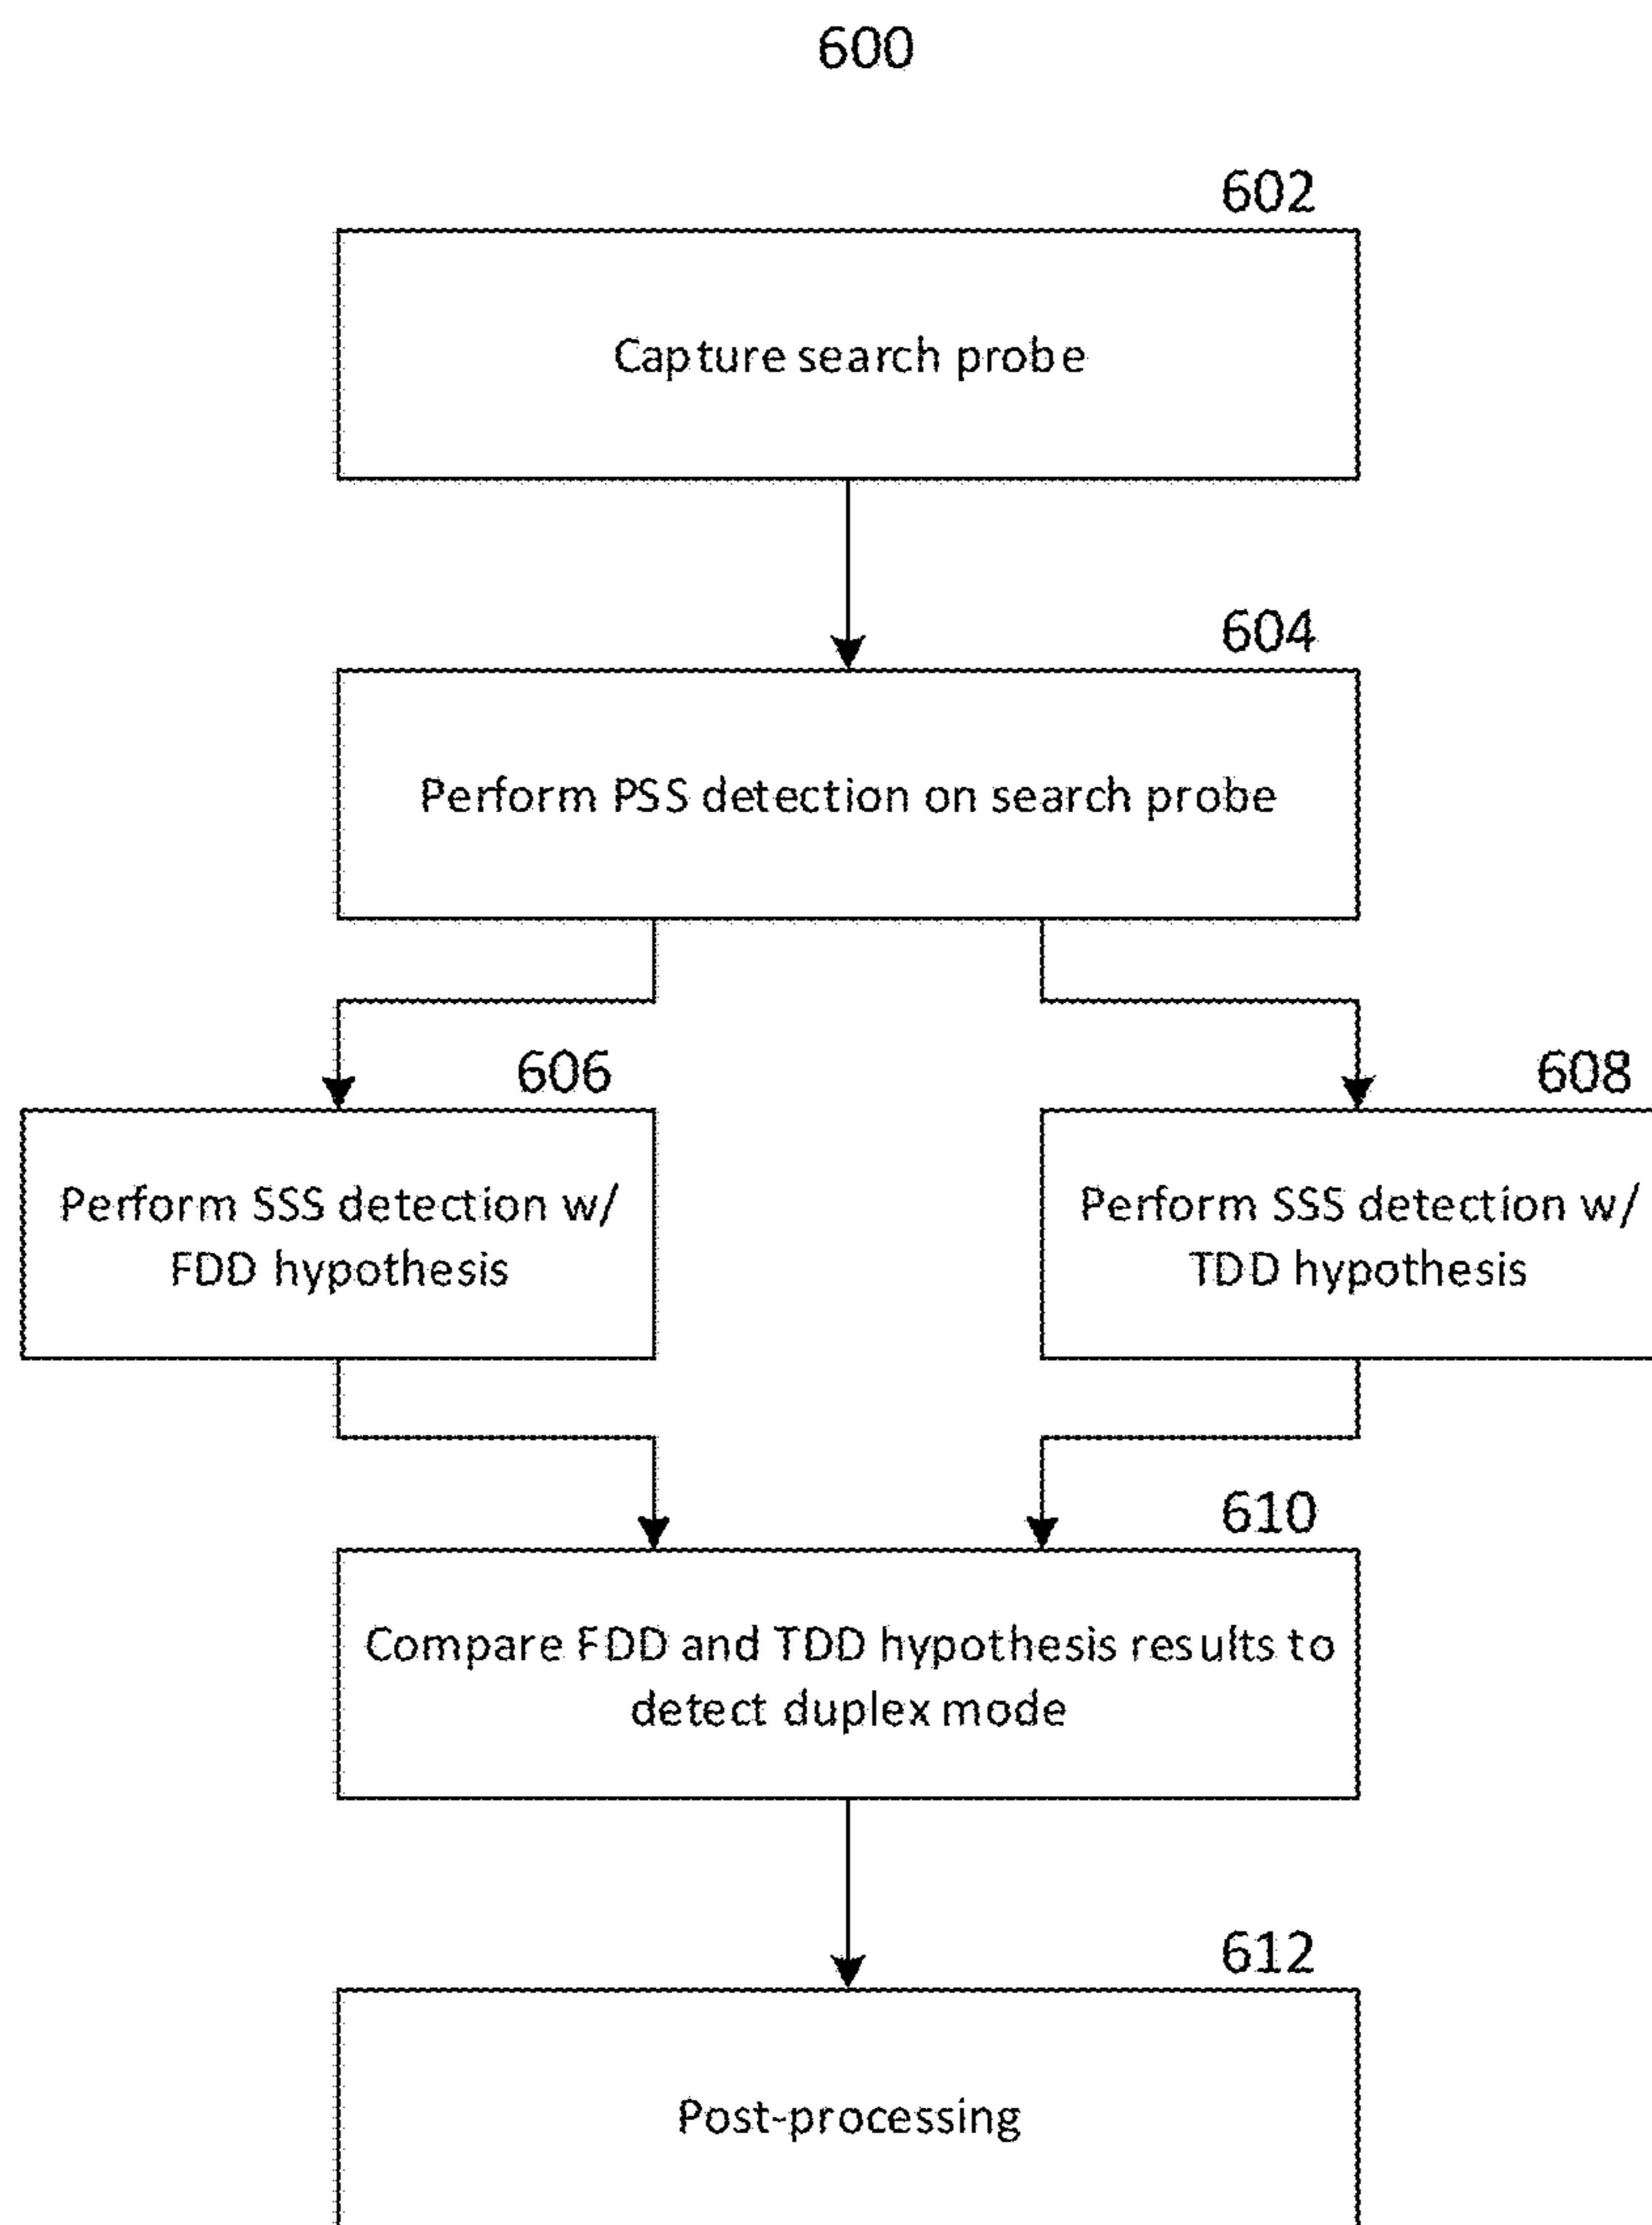 600
602
Capture search probe
604
Perform PSS detection on search probe
606
Perform SSS detection w/
FDD hypothesis
608
Perform SSS detection w/
TDD hypothesis
610
Compare FDD and TDD hypothesis results to
detect duplex mode
612
Post-processing